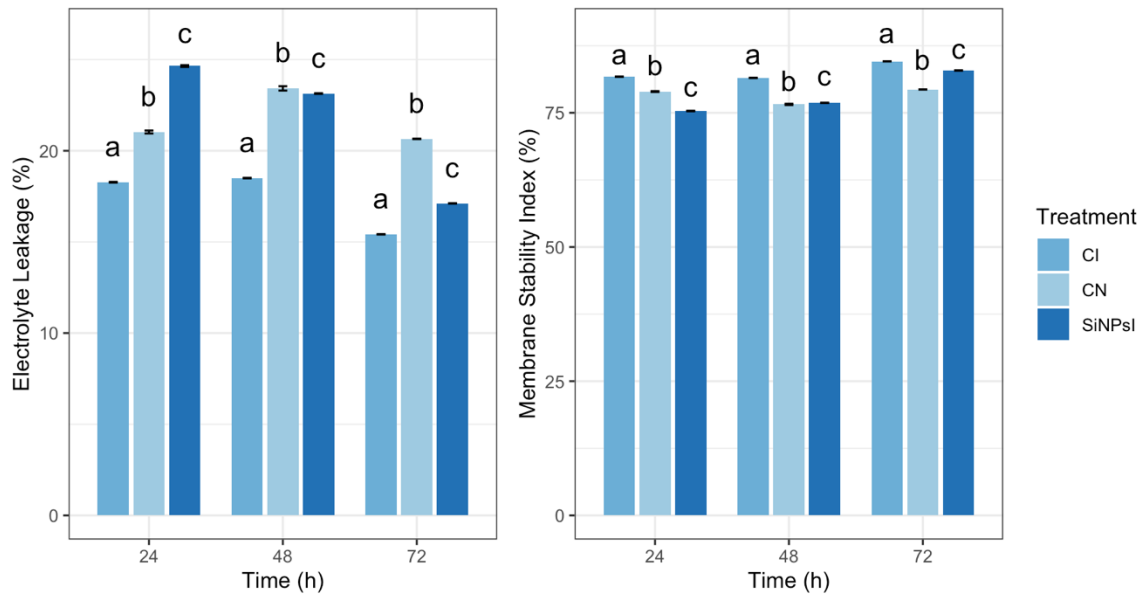 Electrolyte Leakage (%)
20
10
0
a
b
c
a
b
c
a
b
c
24
48
72
Time (h)
Membrane Stability Index (%)
75
50
25
0
a
b
c
a
b
c
a
b
c
24
48
72
Time (h)
Treatment
CI
CN
SiNPsI